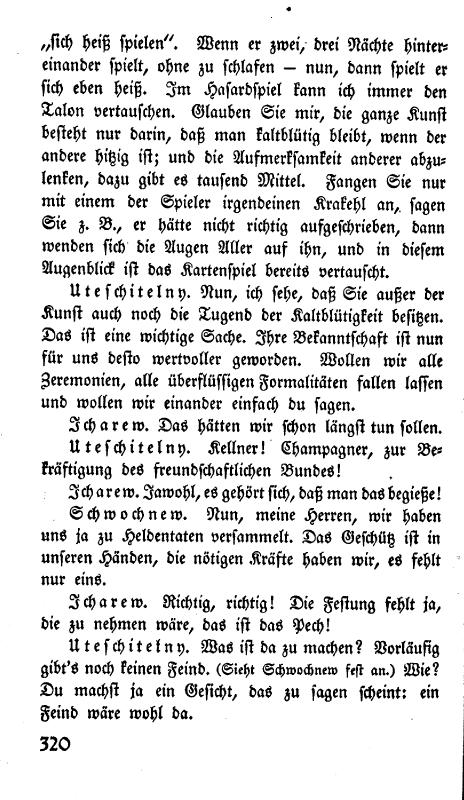 „sich heiß spielen“. Wenn er zwei, drei Nächte hinter-
einander spielt, ohne zu schlafen — nun, dann spielt er
sich eben heiß. Im Hasardspiel kann ich immer den
Talon vertauschen. Glauben Sie mir, die ganze Kunst
besteht nur darin, daß man kaltblütig bleibt, wenn der
andere hitzig ist; und die Aufmerksamkeit anderer abzu-
lenken, dazu gibt es tausend Mittel. Fangen Sie nur
mit einem der Spieler irgendeinen Krakehl an, sagen
Sie z. B., er hätte nicht richtig aufgeschrieben, dann
wenden sich die Augen Aller auf ihn, und in diesem
Augenblick ist das Kartenspiel bereits vertauscht.
Uteschitelny. Nun, ich sehe, daß Sie außer der
Kunst auch noch die Tugend der Kaltblütigkeit besitzen.
Das ist eine wichtige Sache. Ihre Bekanntschaft ist nun
für uns desto wertvoller geworden. Wollen wir alle
Zeremonien, alle überflüssigen Formalitäten fallen lassen
und wollen wir einander einfach du sagen.
Icharew. Das hätten wir schon längst tun sollen.
Uteschitelny. Kellner! Champagner, zur Be-
kräftigung des freundschaftlichen Bundes!
Icharew. Jawohl, es gehört sich, daß man das begieße!
Schwochnew. Nun, meine Herren, wir haben
uns ja zu Heldentaten versammelt. Das Geschütz ist in
unseren Händen, die nötigen Kräfte haben wir, es fehlt
nur eins.
Icharew. Richtig, richtig! Die Festung fehlt ja,
die zu nehmen wäre, das ist das Pech!
Uteschitelny. Was ist da zu machen? Vorläufig
gibt's noch keinen Feind. (Sieht Schwochnew fest an.) Wie?
Du machst ja ein Gesicht, das zu sagen scheint: ein
Feind wäre wohl da.
320